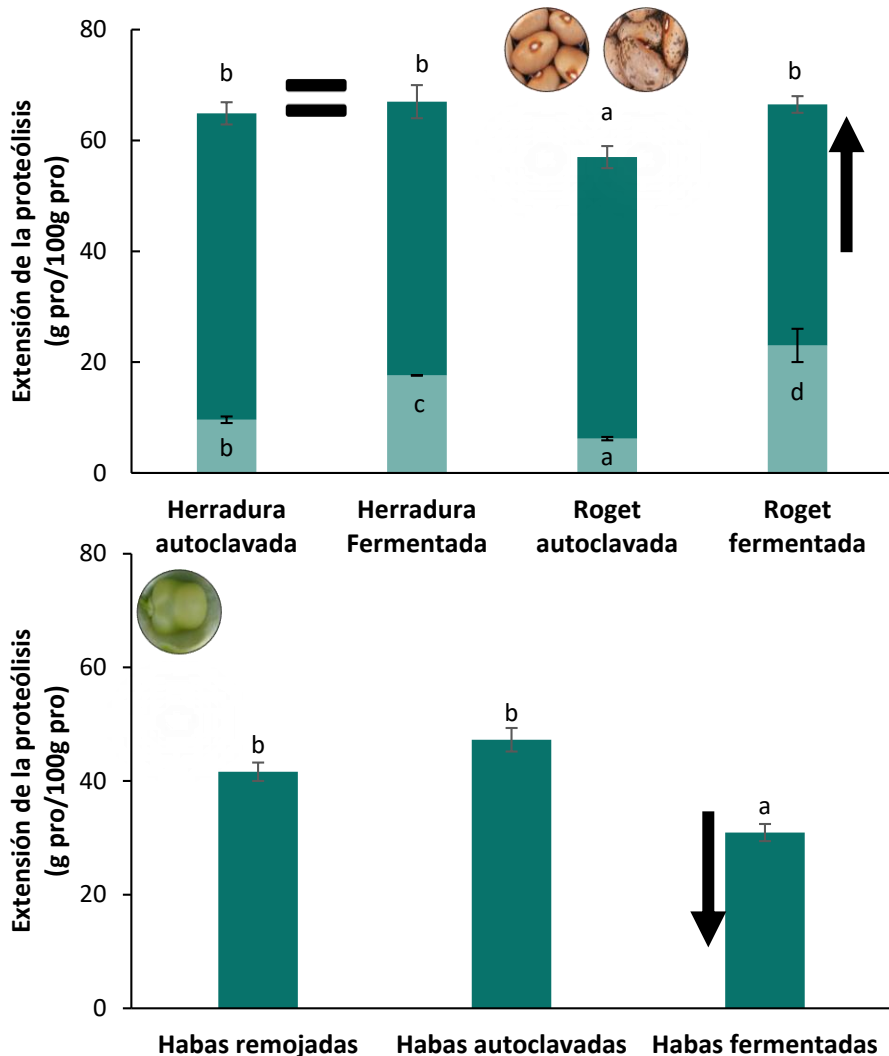 Extensión de la proteólisis
(g pro/100g pro)
80
60
40
20
0
b
b
a
b
b
c
a
d
Herradura
autoclavada
Herradura
Fermentada
Roget
autoclavada
Roget
fermentada
Extensión de la proteólisis
(g pro/100g pro)
80
60
40
20
0
b
b
a
Habas remojadas
Habas autoclavadas
Habas fermentadas